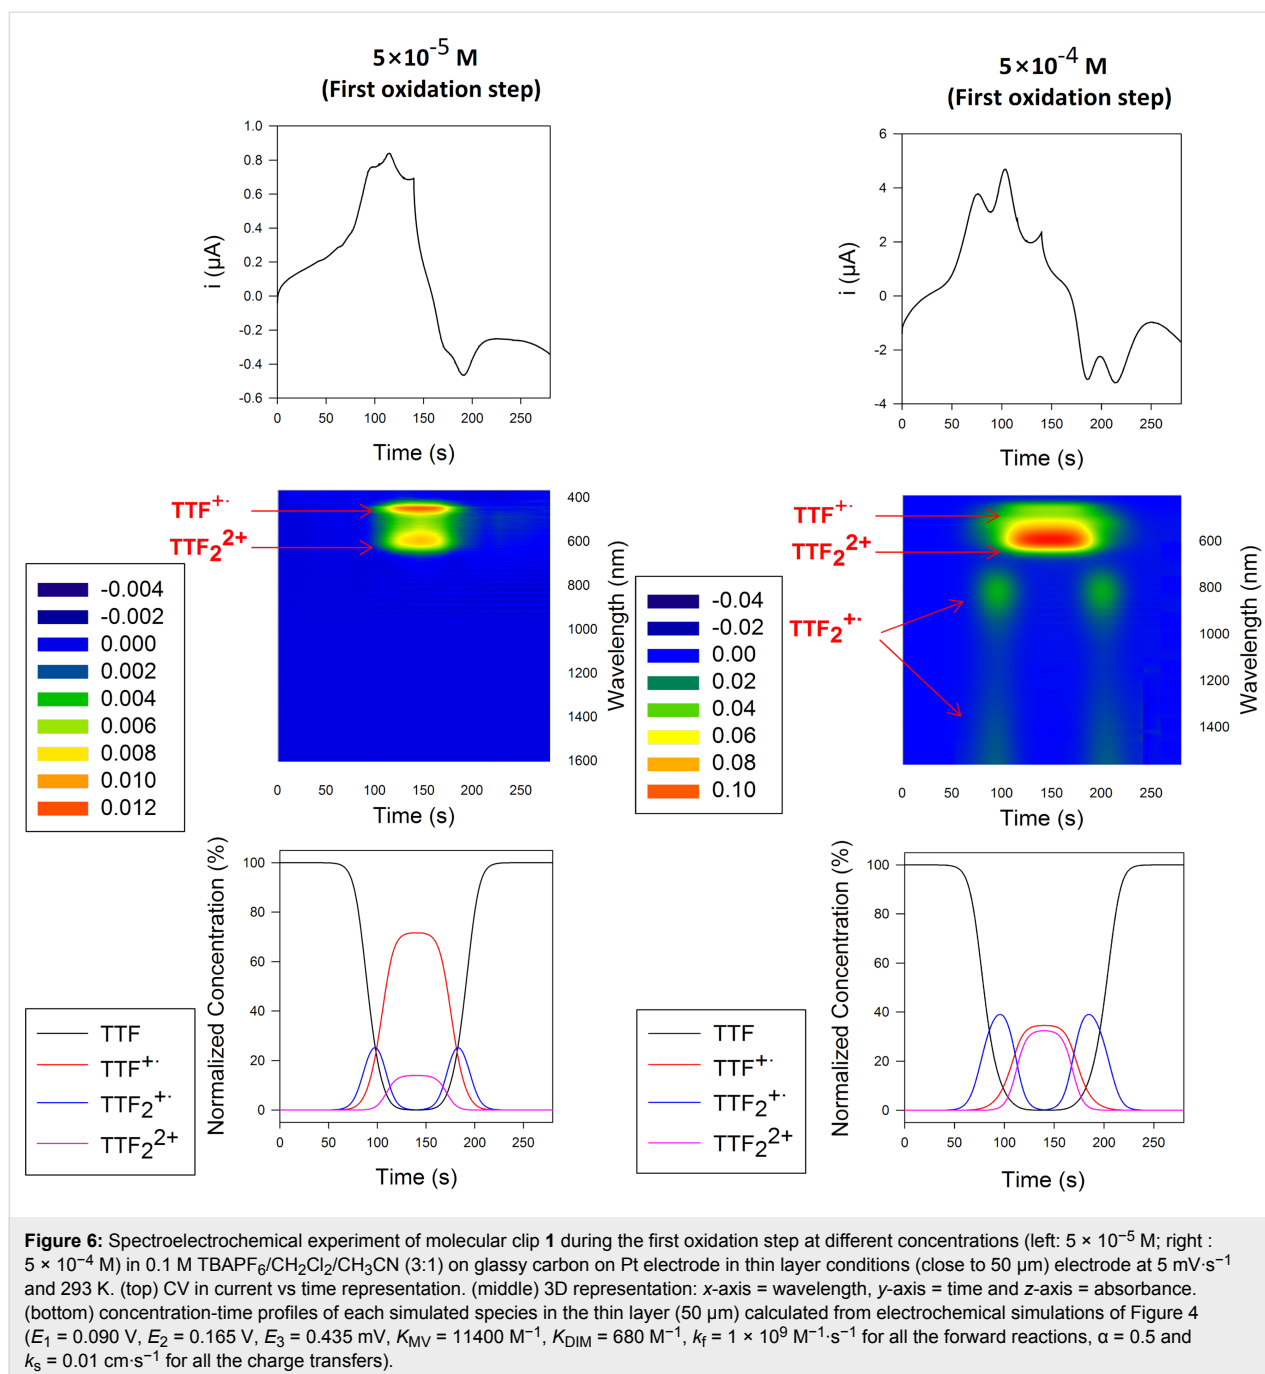 5×10⁻⁵ M
(First oxidation step)
5×10⁻⁴ M
(First oxidation step)
1.0
0.8
0.6
0.4
0.2
0.0
-0.2
-0.4
-0.6
i (µA)
0 50 100 150 200 250
Time (s)
6
4
2
0
-2
-4
i (µA)
0 50 100 150 200 250
Time (s)
TTF⁺·
TTF₂²⁺
400
600
800
1000
1200
1400
1600
Wavelength (nm)
0 50 100 150 200 250
Time (s)
-0.004
-0.002
0.000
0.002
0.004
0.006
0.008
0.010
0.012
TTF⁺·
TTF₂²⁺
TTF₂⁺·
600
800
1000
1200
1400
Wavelength (nm)
0 50 100 150 200 250
Time (s)
-0.04
-0.02
0.00
0.02
0.04
0.06
0.08
0.10
Normalized Concentration (%)
100
80
60
40
20
0
0 50 100 150 200 250
Time (s)
TTF
TTF⁺·
TTF₂⁺·
TTF₂²⁺
Normalized Concentration (%)
100
80
60
40
20
0
0 50 100 150 200 250
Time (s)
TTF
TTF⁺·
TTF₂⁺·
TTF₂²⁺
Figure 6: Spectroelectrochemical experiment of molecular clip 1 during the first oxidation step at different concentrations (left: 5 × 10⁻⁵ M; right :
5 × 10⁻⁴ M) in 0.1 M TBAPF₆/CH₂Cl₂/CH₃CN (3:1) on glassy carbon on Pt electrode in thin layer conditions (close to 50 µm) electrode at 5 mV·s⁻¹
and 293 K. (top) CV in current vs time representation. (middle) 3D representation: x-axis = wavelength, y-axis = time and z-axis = absorbance.
(bottom) concentration-time profiles of each simulated species in the thin layer (50 µm) calculated from electrochemical simulations of Figure 4
(E₁ = 0.090 V, E₂ = 0.165 V, E₃ = 0.435 mV, K_MV = 11400 M⁻¹, K_DIM = 680 M⁻¹, k_f = 1 × 10⁹ M⁻¹·s⁻¹ for all the forward reactions, α = 0.5 and
k_s = 0.01 cm·s⁻¹ for all the charge transfers).